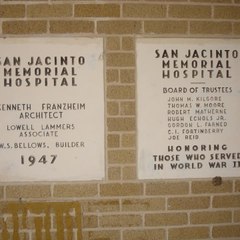 SAN JACINTO
MEMORIAL
HOSPITAL
KENNETH FRANZHEIM
ARCHITECT
LOWELL LAMMERS
ASSOCIATE
W.S. BELLOWS, BUILDER
1947
SAN JACINTO
MEMORIAL
HOSPITAL
BOARD OF TRUSTEES
JOHN M. KILGORE
THOMAS W. MOORE
ROBERT MATHERNE
HUGH ECHOLS JR.
GORDON L. FARNED
C.I. FORTINBERRY
JOE REID
HONORING
THOSE WHO SERVED
IN WORLD WAR II